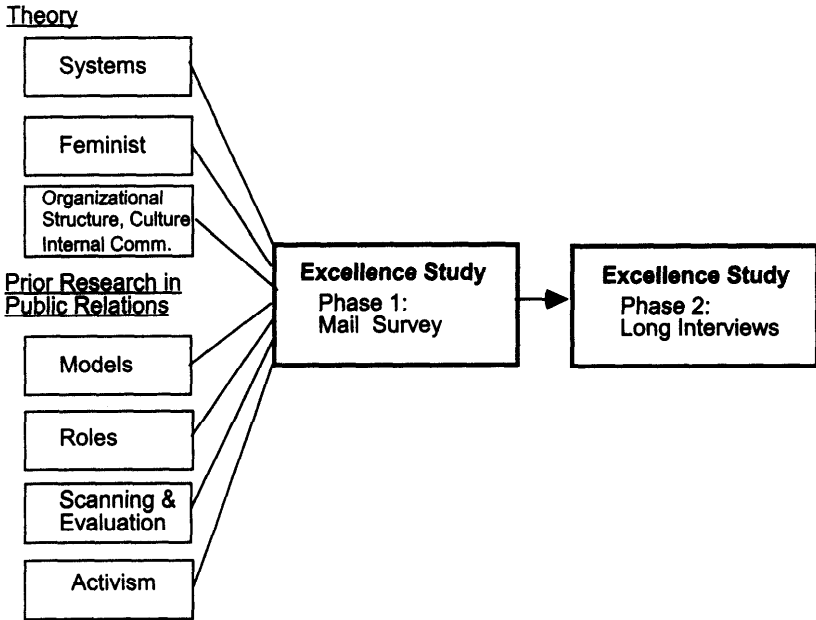 Theory
Systems
Feminist
Organizational
Structure, Culture
Internal Comm.
Prior Research in
Public Relations
Models
Roles
Scanning &
Evaluation
Activism
Excellence Study
Phase 1:
Mail Survey
Excellence Study
Phase 2:
Long Interviews